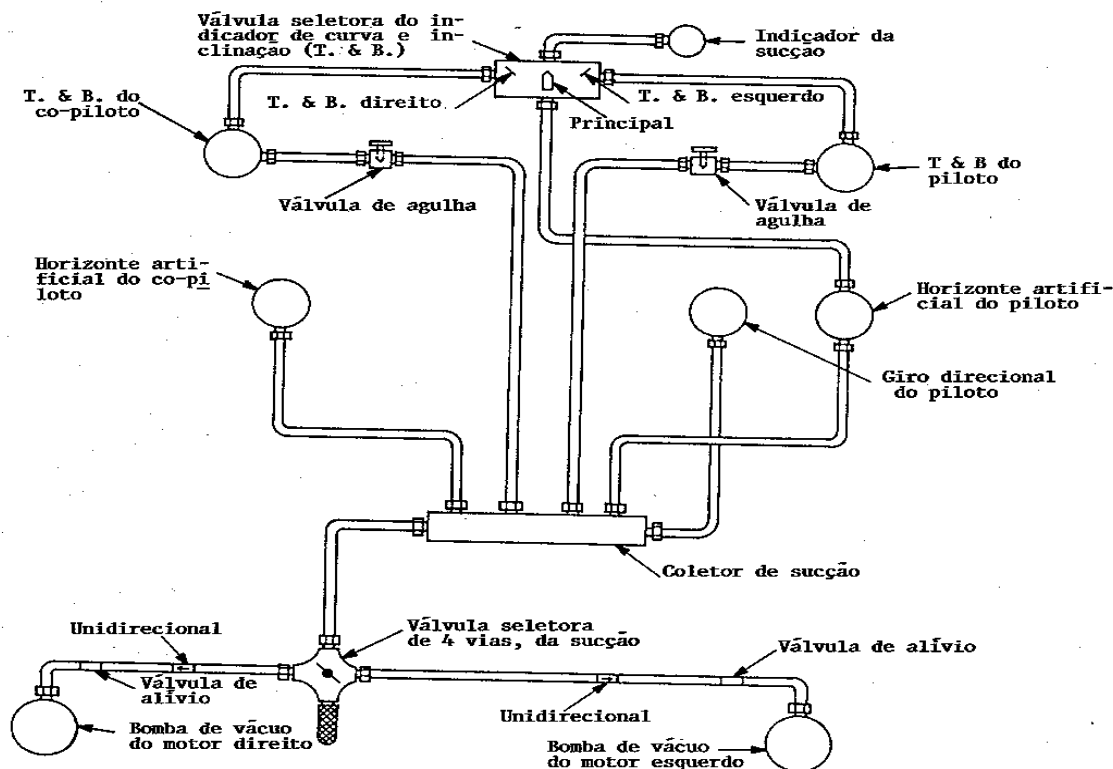 Válvula seletora do in-
dicador de curva e in-
clinação (T. & B.)
Indicador da
sucção
T. & B. do
co-piloto
T. & B. direito
T. & B. esquerdo
Principal
T & B do
piloto
Válvula de agulha
Válvula de
agulha
Horizonte arti-
ficial do co-pi
loto
Horizonte artifi-
cial do piloto
Giro direcional
do piloto
Coletor de sucção
Unidirecional
Válvula seletora
de 4 vias, da sucção
Válvula de alívio
Válvula de
alívio
Unidirecional
Bomba de vácuo
do motor direito
Bomba de vácuo
do motor esquerdo